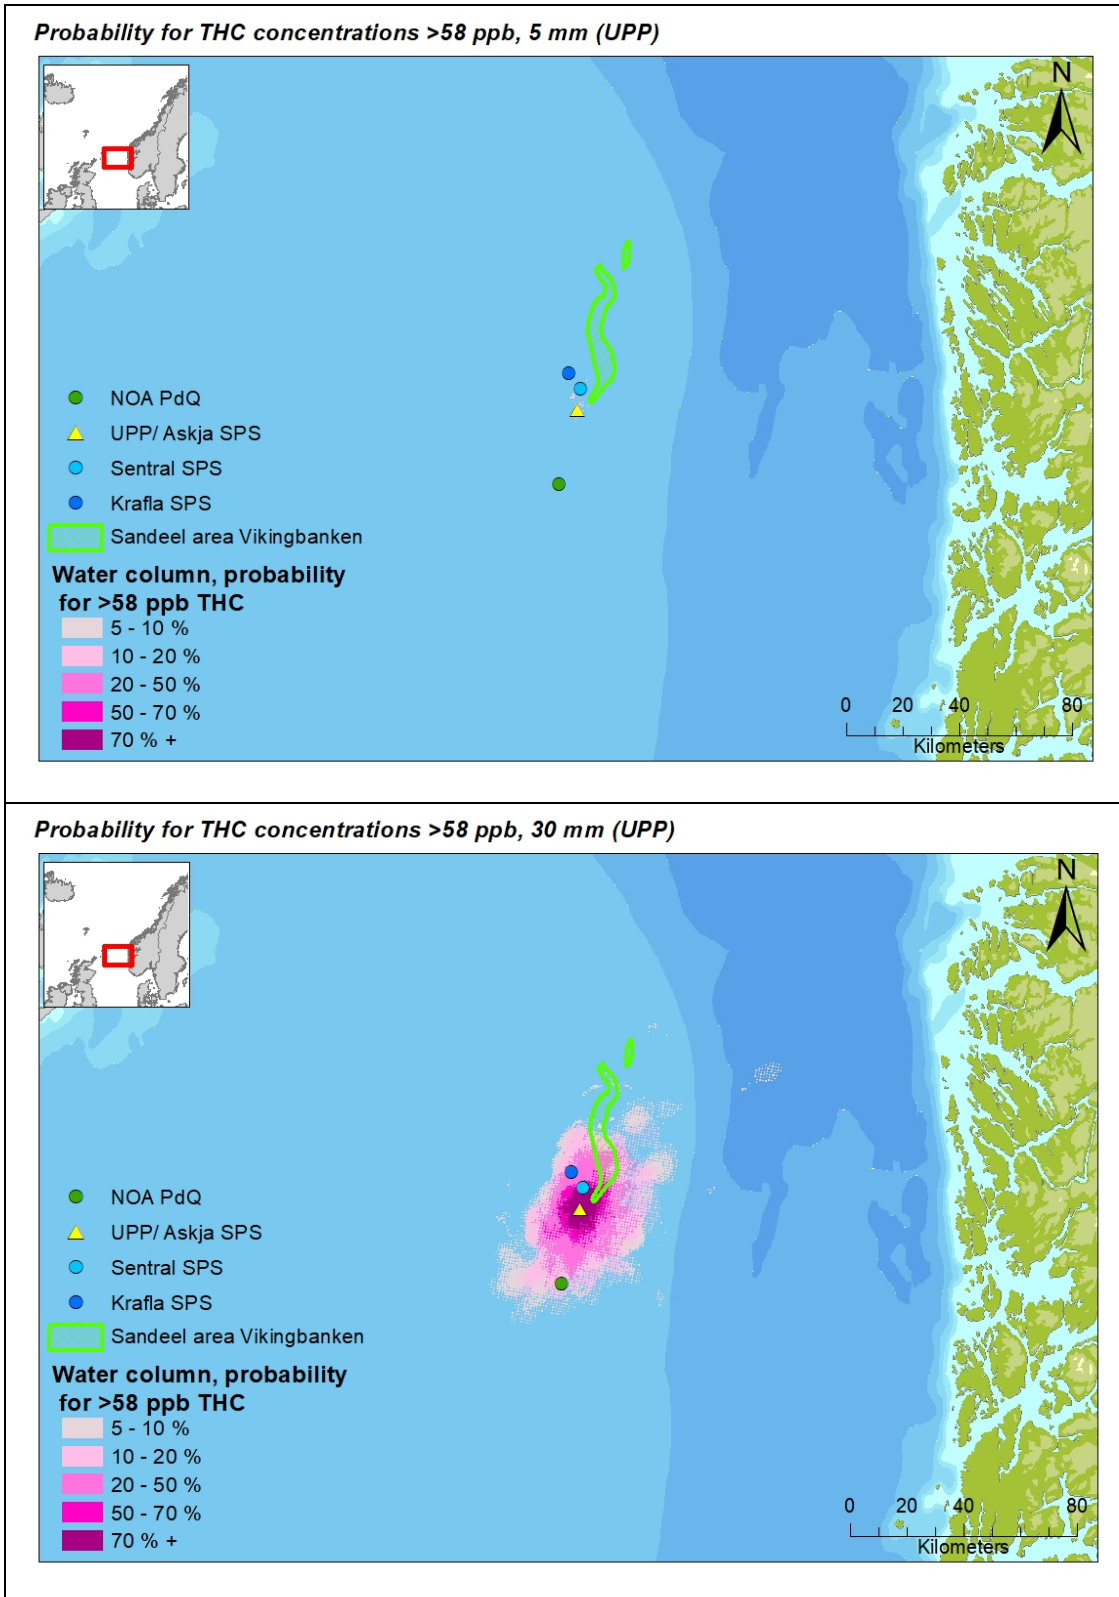 Probability for THC concentrations >58 ppb, 5 mm (UPP)
N
NOA PdQ
UPP/ Askja SPS
Sentral SPS
Krafla SPS
Sandeel area Vikingbanken
Water column, probability
for >58 ppb THC
5 - 10 %
10 - 20 %
20 - 50 %
50 - 70 %
70 % +
0 20 40 80
Kilometers
Probability for THC concentrations >58 ppb, 30 mm (UPP)
N
NOA PdQ
UPP/ Askja SPS
Sentral SPS
Krafla SPS
Sandeel area Vikingbanken
Water column, probability
for >58 ppb THC
5 - 10 %
10 - 20 %
20 - 50 %
50 - 70 %
70 % +
0 20 40 80
Kilometers